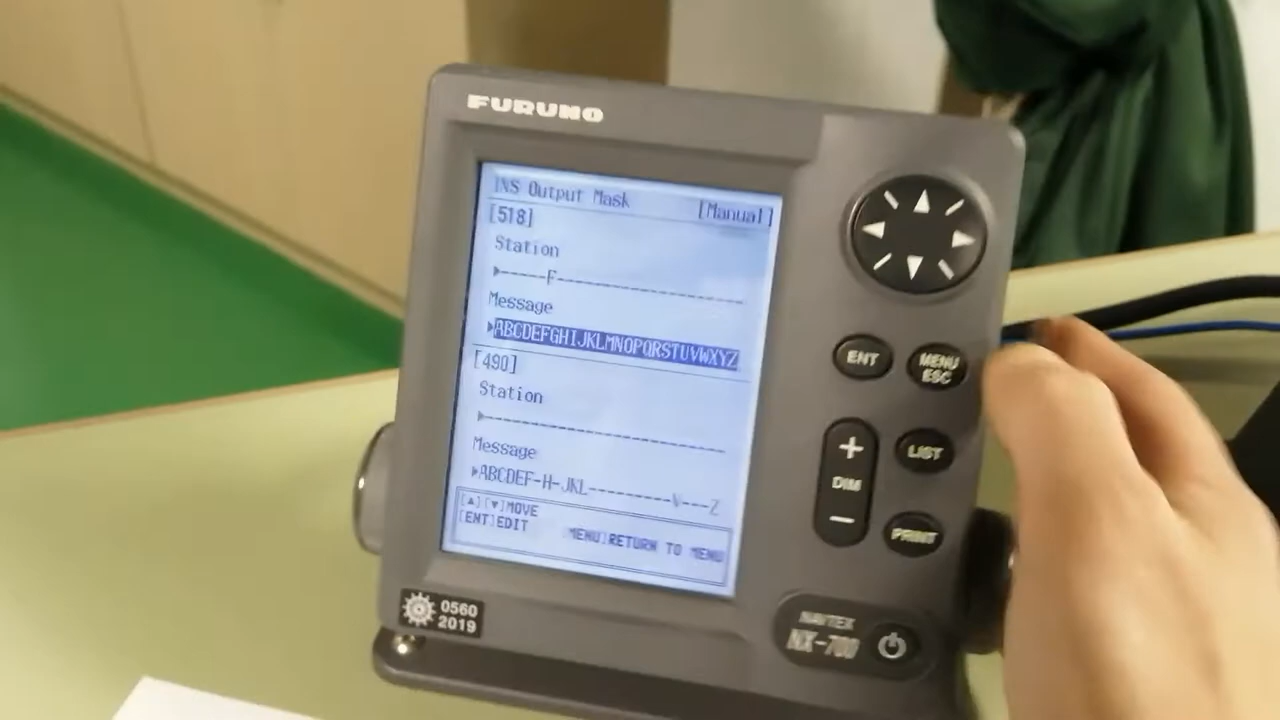 FURUNO
INS Output Mask [Manual]
[518]
Station
▶-----F--------------------
Message
▶ABCDEFGHIJKLMNOPQRSTUVWXYZ
[490]
Station
▶--------------------------
Message
▶ABCDEF-H-JKL---------V---Z
[▲][▼]MOVE
[ENT]EDIT [MENU]RETURN TO MENU
ENT
MENU
ESC
+
DIM
-
LIST
PRINT
NAVTEX
NX-700
0560
2019